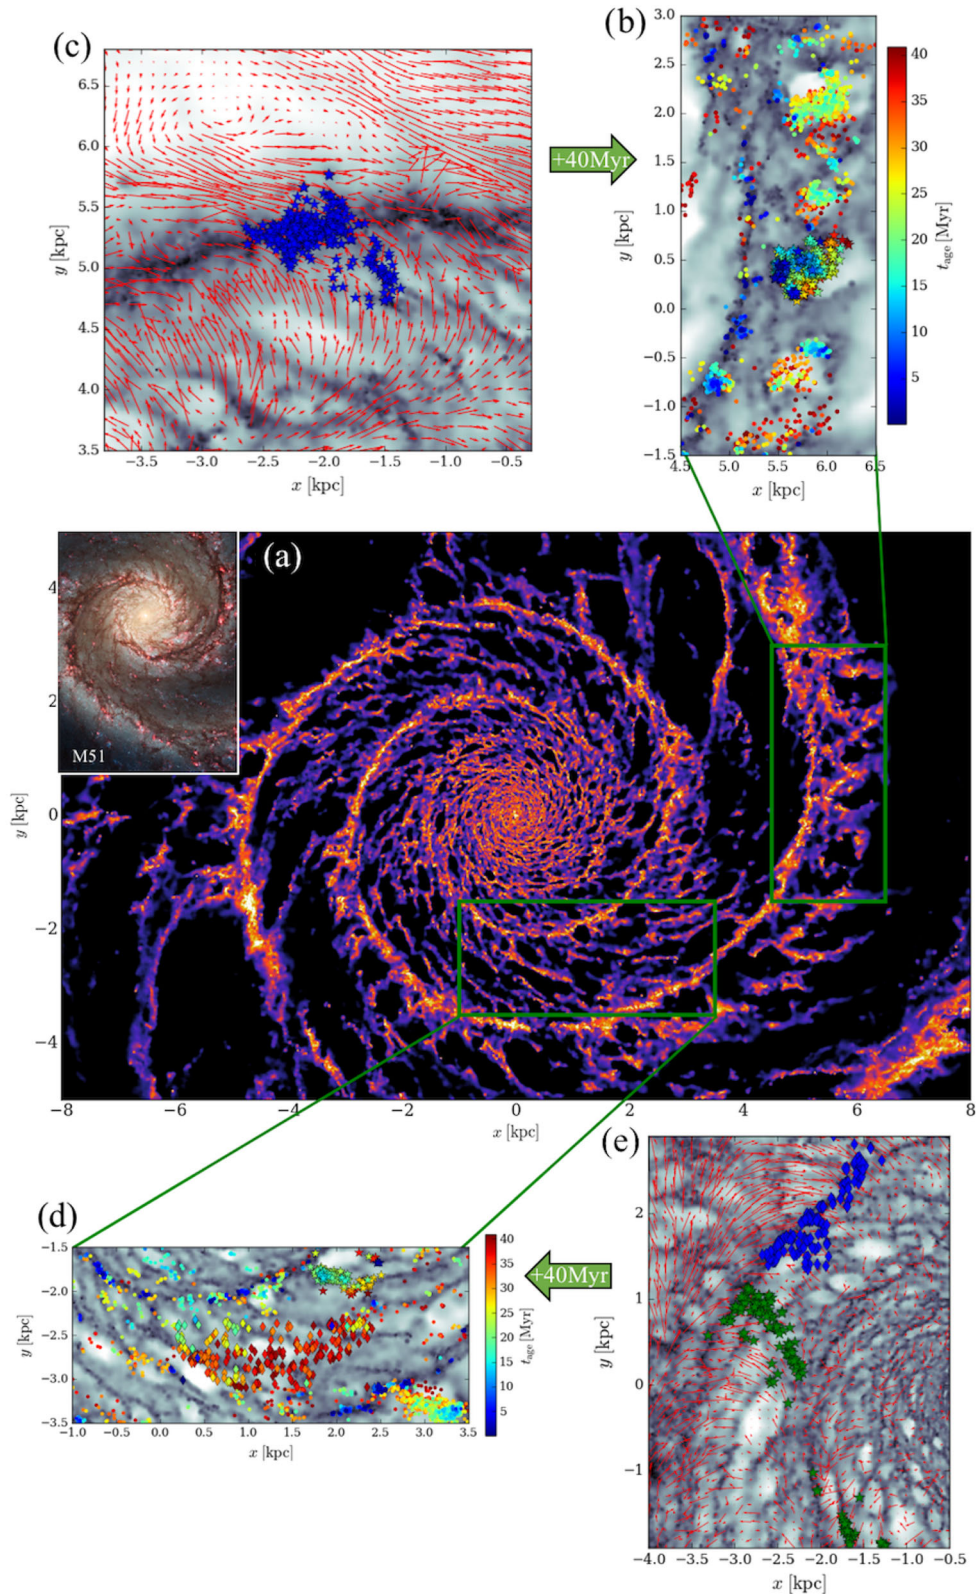 (c)
6.5
6.0
5.5
5.0
4.5
4.0
3.5
y [kpc]
−3.5 −3.0 −2.5 −2.0 −1.5 −1.0 −0.5
x [kpc]
+40Myr
(b)
3.0
2.5
2.0
1.5
1.0
0.5
0.0
−0.5
−1.0
−1.5
y [kpc]
4.5 5.0 5.5 6.0 6.5
x [kpc]
40
35
30
25
20
15
10
5
t_age [Myr]
(a)
M51
4
2
0
−2
−4
y [kpc]
−8 −6 −4 −2 0 2 4 6 8
x [kpc]
(d)
−1.5
−2.0
−2.5
−3.0
−3.5
y [kpc]
−1.0 −0.5 0.0 0.5 1.0 1.5 2.0 2.5 3.0 3.5
x [kpc]
40
35
30
25
20
15
10
5
t_age [Myr]
+40Myr
(e)
2
1
0
−1
y [kpc]
−4.0 −3.5 −3.0 −2.5 −2.0 −1.5 −1.0 −0.5
x [kpc]